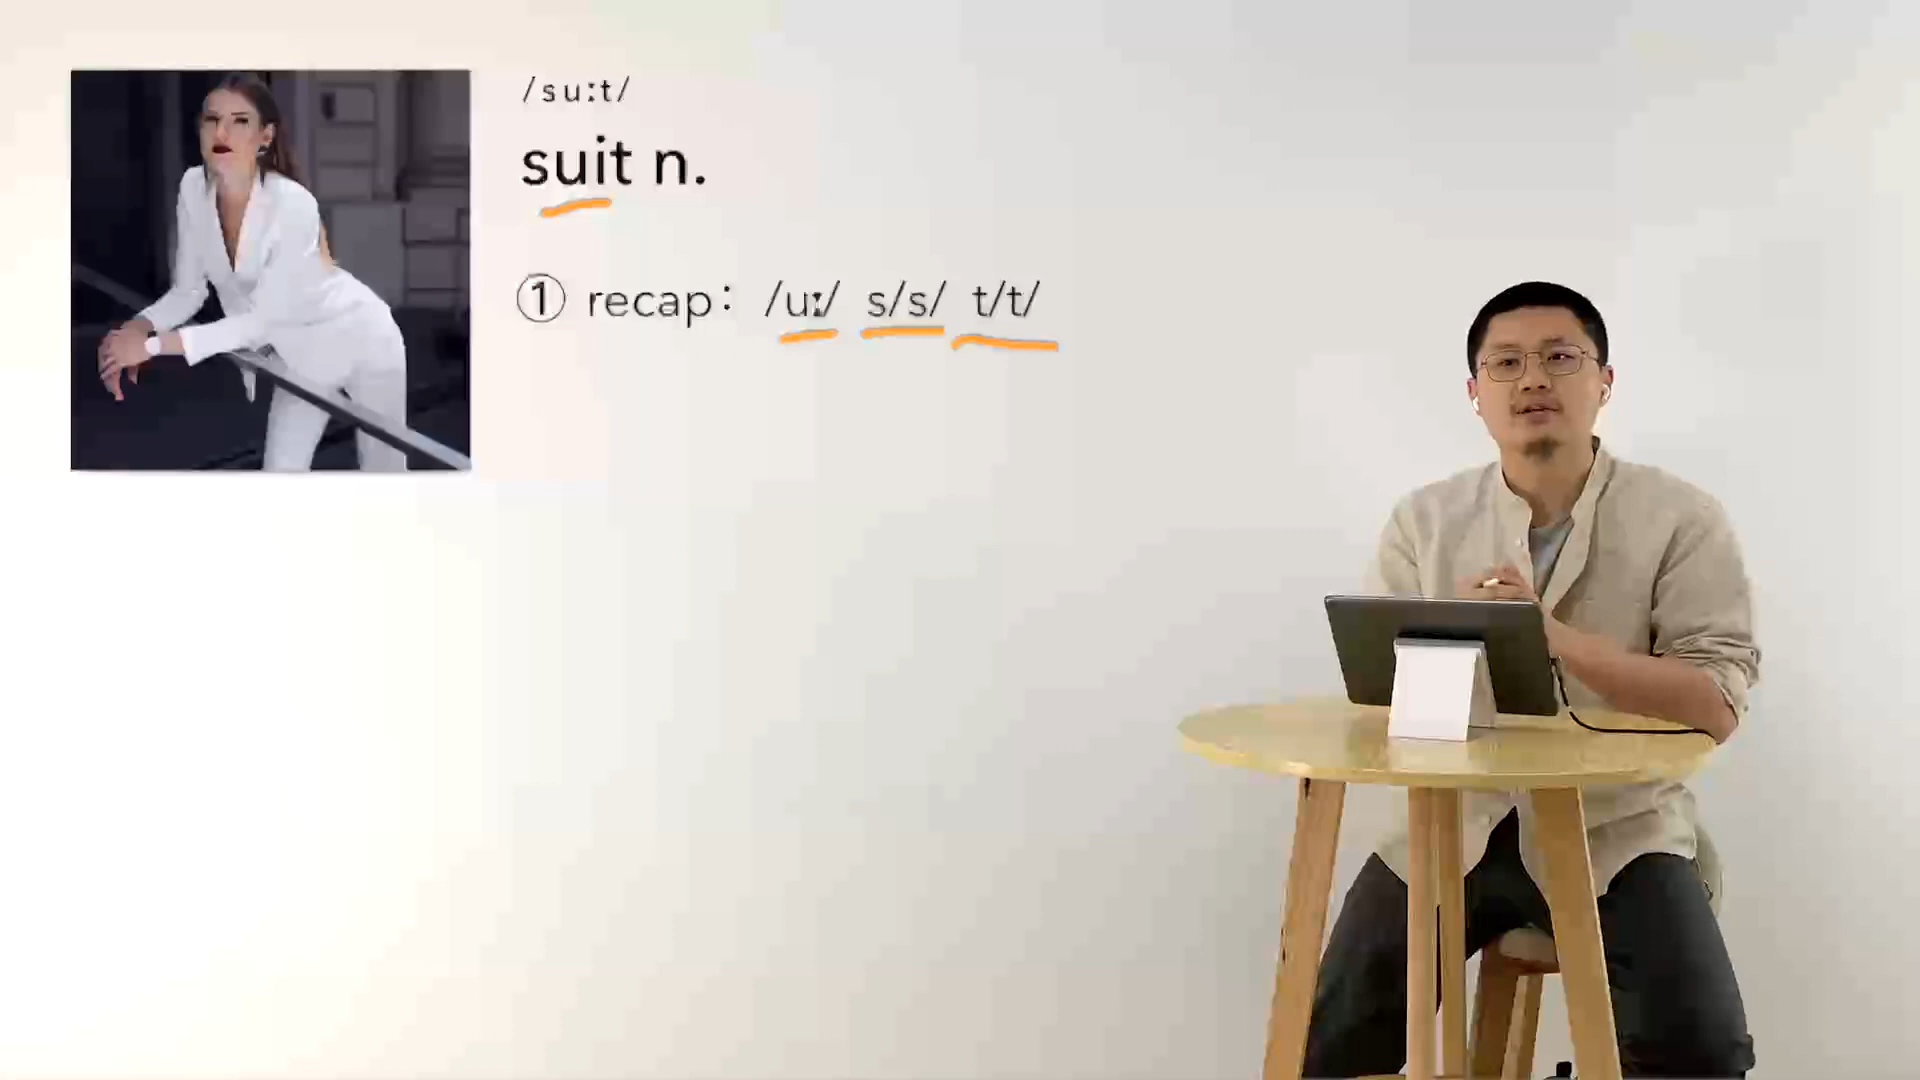 /suːt/
suit n.
① recap: /uː/ s/s/ t/t/